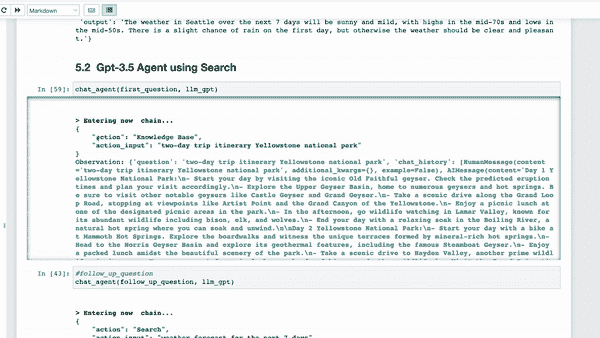 Markdown
'output': 'The weather in Seattle over the next 7 days will be sunny and mild, with highs in the mid-70s and lows in
the mid-50s. There is a slight chance of rain on the first day, but otherwise the weather should be clear and pleasan
t.'}
5.2 Gpt-3.5 Agent using Search
In [59]: chat_agent(first_question, llm_gpt)
> Entering new  chain...
{
"action": "Knowledge Base",
"action_input": "two-day trip itinerary Yellowstone national park"
}
Observation: {'question': 'two-day trip itinerary Yellowstone national park', 'chat_history': [HumanMessage(content
='two-day trip itinerary Yellowstone national park', additional_kwargs={}, example=False), AIMessage(content='Day 1 Y
ellowstone National Park:\n- Start your day by visiting the iconic Old Faithful geyser. Check the predicted eruption
times and plan your visit accordingly.\n- Explore the Upper Geyser Basin, home to numerous geysers and hot springs. B
e sure to visit other notable geysers like Castle Geyser and Grand Geyser.\n- Take a scenic drive along the Grand Lo
op Road, stopping at viewpoints like Artist Point and the Grand Canyon of the Yellowstone.\n- Enjoy a picnic lunch at
one of the designated picnic areas in the park.\n- In the afternoon, go wildlife watching in Lamar Valley, known for
its abundant wildlife including bison, elk, and wolves.\n- End your day with a relaxing soak in the Boiling River, a
natural hot spring where you can soak and unwind.\n\nDay 2 Yellowstone National Park:\n- Start your day with a hike
t Mammoth Hot Springs. Explore the boardwalks and witness the unique terraces formed by mineral-rich hot springs.\n-
Head to the Norris Geyser Basin and explore its geothermal features, including the famous Steamboat Geyser.\n- Enjoy
a packed lunch amidst the beautiful scenery of the park.\n- Take a scenic drive to Hayden Valley, another prime wildl
In [43]: #follow_up_question
chat_agent(follow_up_question, llm_gpt)
> Entering new  chain...
{
"action": "Search",
"action_input": "weather forecast for the next 7 days"